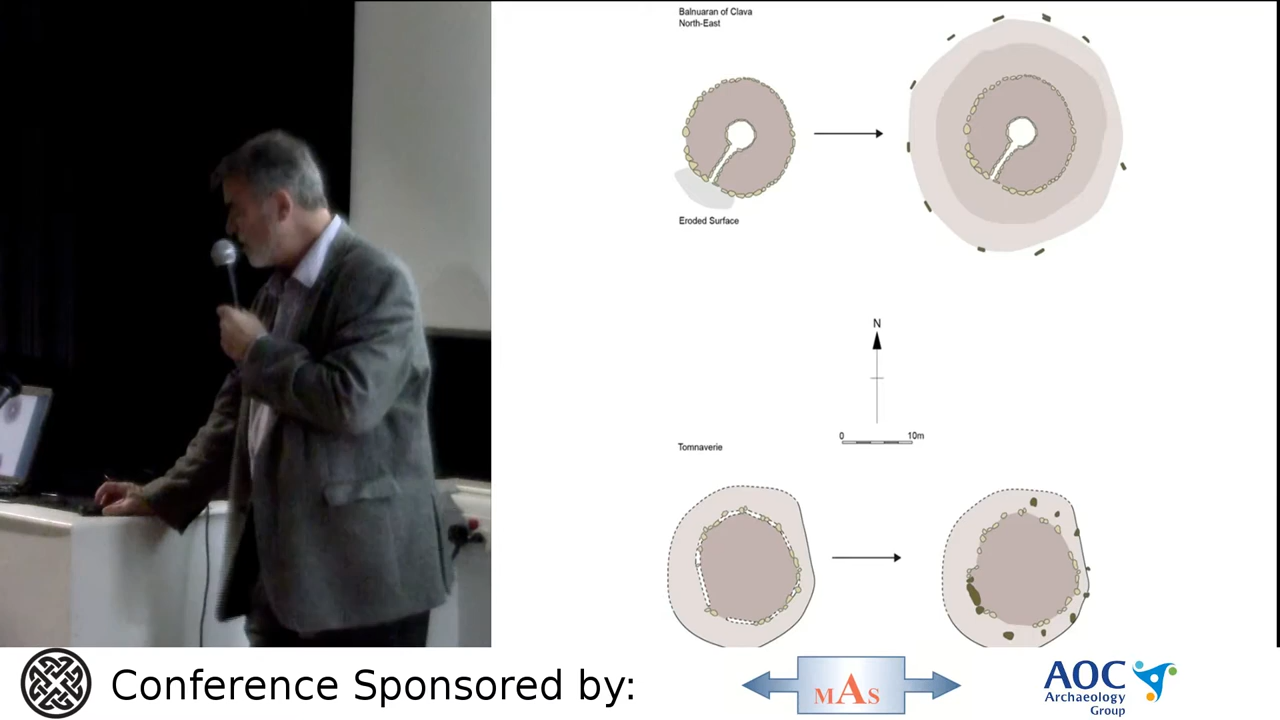 Balnuaran of Clava
North-East
Eroded Surface
N
0 10m
Tomnaverie
Conference Sponsored by:
MAS
AOC
Archaeology
Group